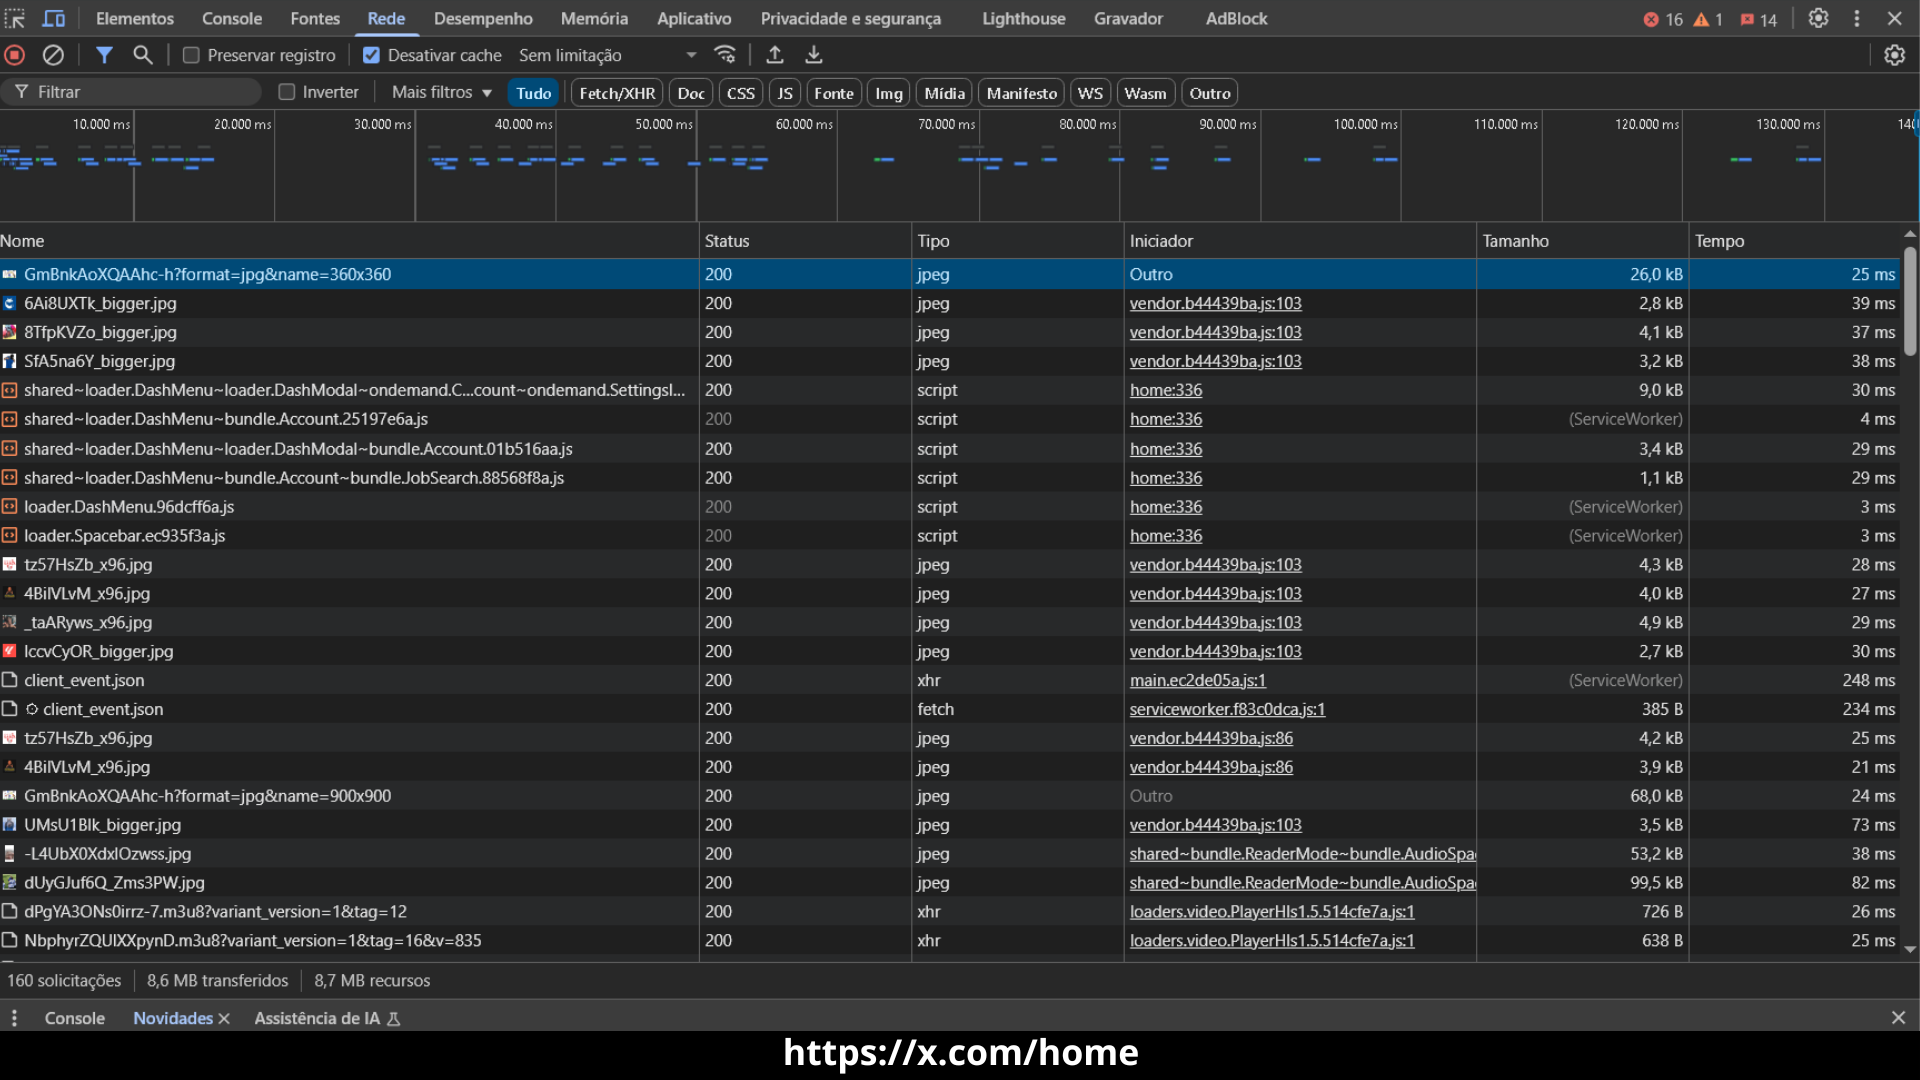 Elementos Console Fontes Rede Desempenho Memória Aplicativo Privacidade e segurança Lighthouse Gravador AdBlock 16 1 14
Preservar registro Desativar cache Sem limitação
Filtrar Inverter Mais filtros Tudo Fetch/XHR Doc CSS JS Fonte Img Mídia Manifesto WS Wasm Outro
10.000 ms 20.000 ms 30.000 ms 40.000 ms 50.000 ms 60.000 ms 70.000 ms 80.000 ms 90.000 ms 100.000 ms 110.000 ms 120.000 ms 130.000 ms 140
Nome Status Tipo Iniciador Tamanho Tempo
GmBnkAoXQAAhc-h?format=jpg&name=360x360 200 jpeg Outro 26,0 kB 25 ms
6Ai8UXTk_bigger.jpg 200 jpeg vendor.b44439ba.js:103 2,8 kB 39 ms
8TfpKVZo_bigger.jpg 200 jpeg vendor.b44439ba.js:103 4,1 kB 37 ms
SfA5na6Y_bigger.jpg 200 jpeg vendor.b44439ba.js:103 3,2 kB 38 ms
shared~loader.DashMenu~loader.DashModal~ondemand.C...count~ondemand.SettingsI... 200 script home:336 9,0 kB 30 ms
shared~loader.DashMenu~bundle.Account.25197e6a.js 200 script home:336 (ServiceWorker) 4 ms
shared~loader.DashMenu~loader.DashModal~bundle.Account.01b516aa.js 200 script home:336 3,4 kB 29 ms
shared~loader.DashMenu~bundle.Account~bundle.JobSearch.88568f8a.js 200 script home:336 1,1 kB 29 ms
loader.DashMenu.96dcff6a.js 200 script home:336 (ServiceWorker) 3 ms
loader.Spacebar.ec935f3a.js 200 script home:336 (ServiceWorker) 3 ms
tz57HsZb_x96.jpg 200 jpeg vendor.b44439ba.js:103 4,3 kB 28 ms
4BilVLvM_x96.jpg 200 jpeg vendor.b44439ba.js:103 4,0 kB 27 ms
_taARyws_x96.jpg 200 jpeg vendor.b44439ba.js:103 4,9 kB 29 ms
lccvCyOR_bigger.jpg 200 jpeg vendor.b44439ba.js:103 2,7 kB 30 ms
client_event.json 200 xhr main.ec2de05a.js:1 (ServiceWorker) 248 ms
client_event.json 200 fetch serviceworker.f83c0dca.js:1 385 B 234 ms
tz57HsZb_x96.jpg 200 jpeg vendor.b44439ba.js:86 4,2 kB 25 ms
4BilVLvM_x96.jpg 200 jpeg vendor.b44439ba.js:86 3,9 kB 21 ms
GmBnkAoXQAAhc-h?format=jpg&name=900x900 200 jpeg Outro 68,0 kB 24 ms
UMsU1Blk_bigger.jpg 200 jpeg vendor.b44439ba.js:103 3,5 kB 73 ms
-L4UbX0XdxlOzwss.jpg 200 jpeg shared~bundle.ReaderMode~bundle.AudioSpa 53,2 kB 38 ms
dUyGJuf6Q_Zms3PW.jpg 200 jpeg shared~bundle.ReaderMode~bundle.AudioSpa 99,5 kB 82 ms
dPgYA3ONs0irrz-7.m3u8?variant_version=1&tag=12 200 xhr loaders.video.PlayerHls1.5.514cfe7a.js:1 726 B 26 ms
NbphyrZQUlXXpynD.m3u8?variant_version=1&tag=16&v=835 200 xhr loaders.video.PlayerHls1.5.514cfe7a.js:1 638 B 25 ms
160 solicitações 8,6 MB transferidos 8,7 MB recursos
Console Novidades Assistência de IA
https://x.com/home